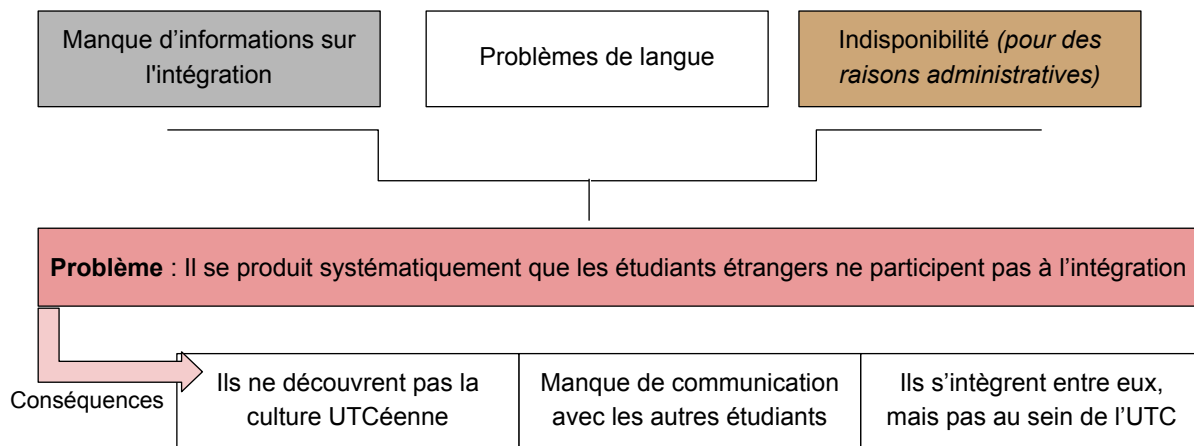 Manque d’informations sur
l'intégration
Problèmes de langue
Indisponibilité (pour des
raisons administratives)
Problème : Il se produit systématiquement que les étudiants étrangers ne participent pas à l’intégration
Conséquences
Ils ne découvrent pas la
culture UTCéenne
Manque de communication
avec les autres étudiants
Ils s’intègrent entre eux,
mais pas au sein de l’UTC